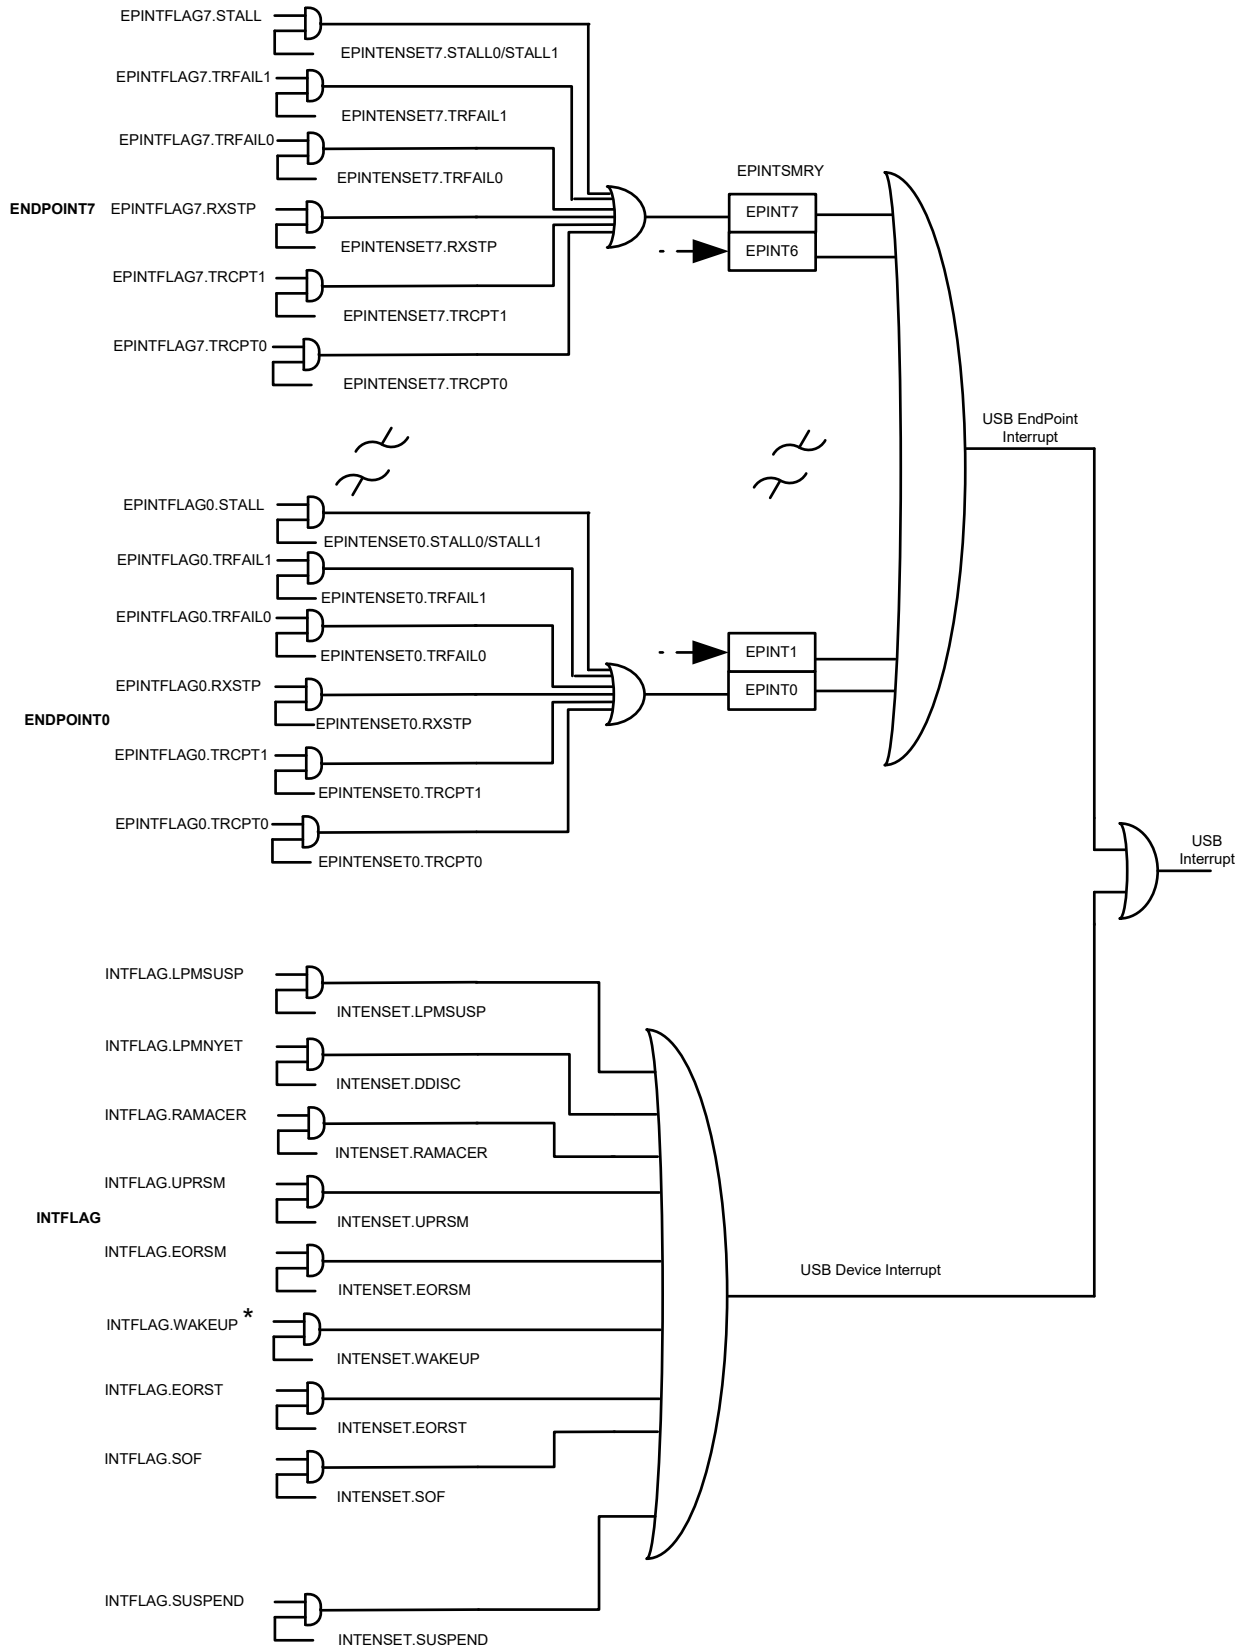 EPINTFLAG7.STALL
EPINTENSET7.STALL0/STALL1
EPINTFLAG7.TRFAIL1
EPINTENSET7.TRFAIL1
EPINTFLAG7.TRFAIL0
EPINTENSET7.TRFAIL0
EPINTSMRY
ENDPOINT7
EPINTFLAG7.RXSTP
EPINT7
EPINTENSET7.RXSTP
EPINT6
EPINTFLAG7.TRCPT1
EPINTENSET7.TRCPT1
EPINTFLAG7.TRCPT0
EPINTENSET7.TRCPT0
USB EndPoint
Interrupt
EPINTFLAG0.STALL
EPINTENSET0.STALL0/STALL1
EPINTFLAG0.TRFAIL1
EPINTENSET0.TRFAIL1
EPINTFLAG0.TRFAIL0
EPINTENSET0.TRFAIL0
EPINT1
EPINTFLAG0.RXSTP
EPINT0
ENDPOINT0
EPINTENSET0.RXSTP
EPINTFLAG0.TRCPT1
EPINTENSET0.TRCPT1
EPINTFLAG0.TRCPT0
EPINTENSET0.TRCPT0
USB
Interrupt
INTFLAG.LPMSUSP
INTENSET.LPMSUSP
INTFLAG.LPMNYET
INTENSET.DDISC
INTFLAG.RAMACER
INTENSET.RAMACER
INTFLAG.UPRSM
INTFLAG
INTENSET.UPRSM
INTFLAG.EORSM
USB Device Interrupt
INTENSET.EORSM
INTFLAG.WAKEUP *
INTENSET.WAKEUP
INTFLAG.EORST
INTENSET.EORST
INTFLAG.SOF
INTENSET.SOF
INTFLAG.SUSPEND
INTENSET.SUSPEND